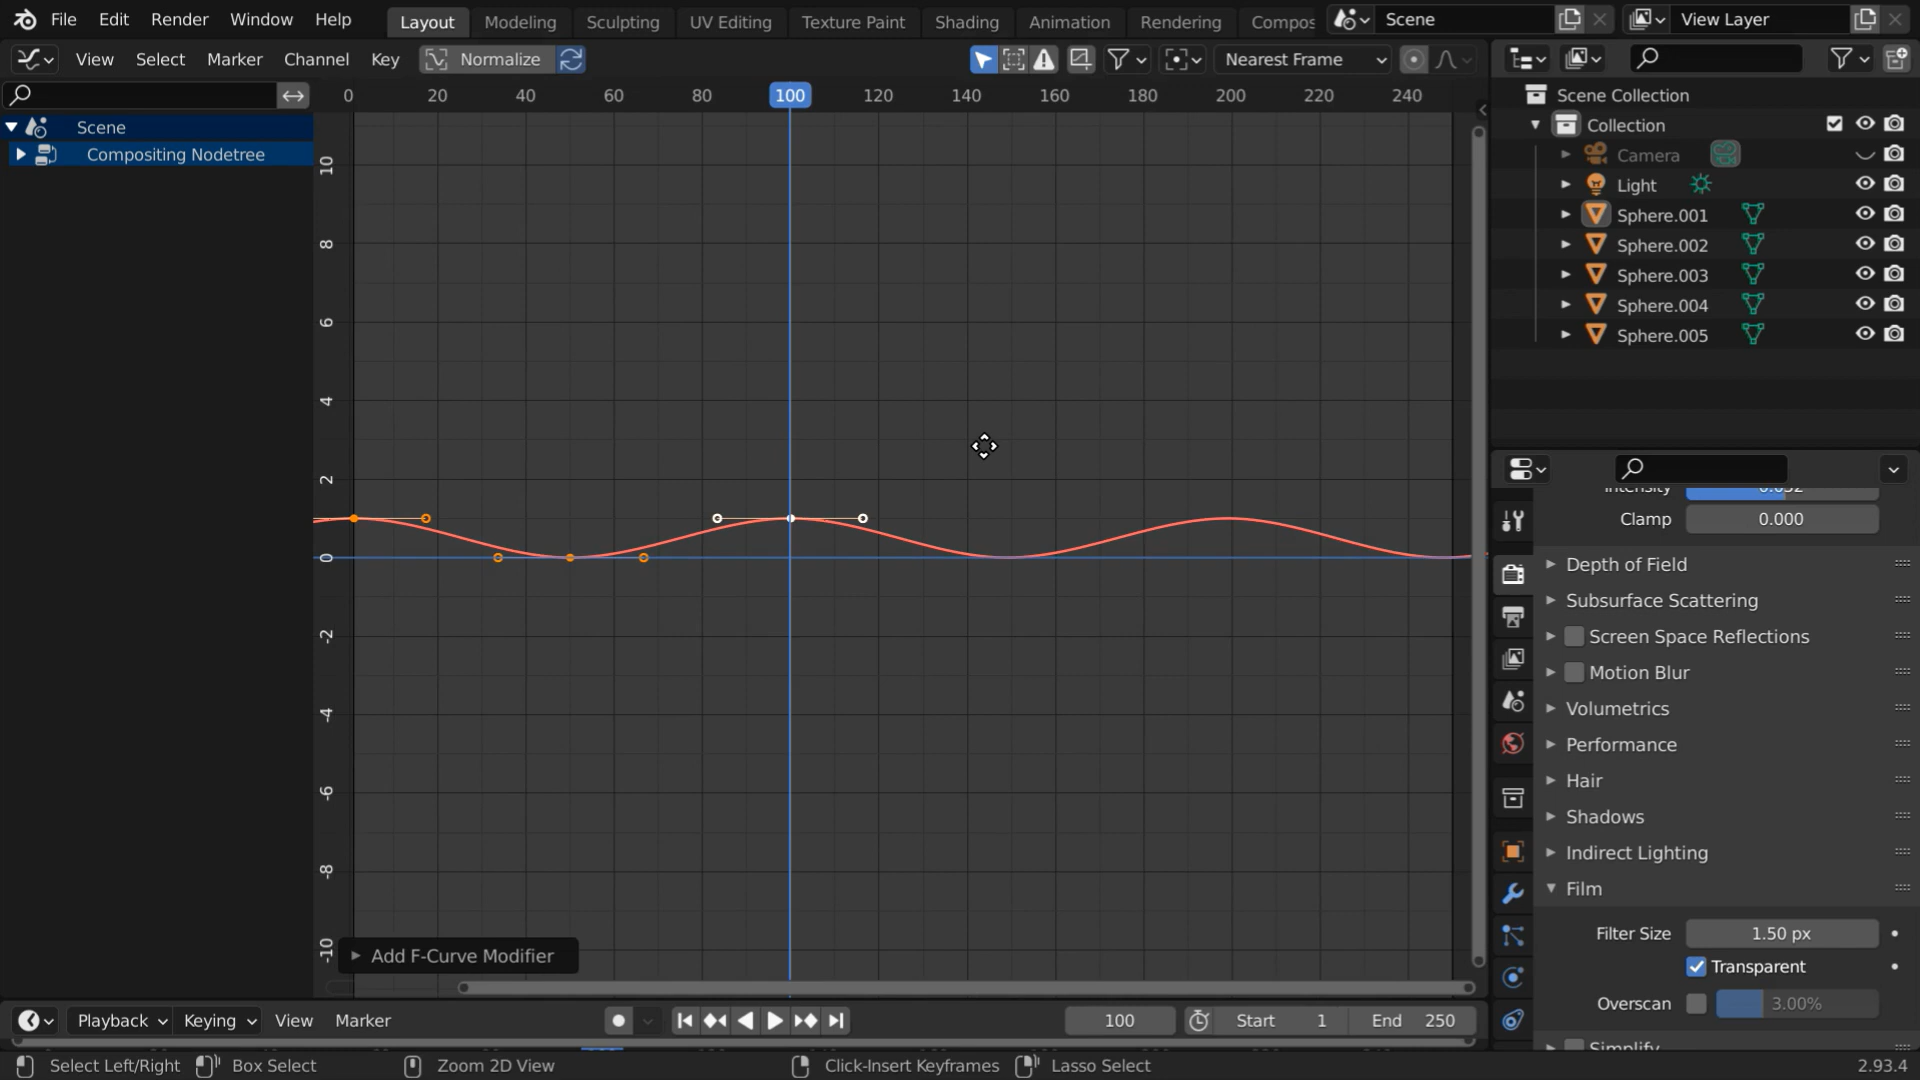 File Edit Render Window Help Layout Modeling Sculpting UV Editing Texture Paint Shading Animation Rendering Compos Scene View Layer
View Select Marker Channel Key Normalize Nearest Frame
0 20 40 60 80 100 120 140 160 180 200 220 240
Scene
Compositing Nodetree
10
8
6
4
2
0
-2
-4
-6
-8
-10
Add F-Curve Modifier
Scene Collection
Collection
Camera
Light
Sphere.001
Sphere.002
Sphere.003
Sphere.004
Sphere.005
Intensity 0.032
Clamp 0.000
Depth of Field
Subsurface Scattering
Screen Space Reflections
Motion Blur
Volumetrics
Performance
Hair
Shadows
Indirect Lighting
Film
Filter Size 1.50 px
Transparent
Overscan 3.00%
Simplify
Playback Keying View Marker 100 Start 1 End 250
Select Left/Right Box Select Zoom 2D View Click-Insert Keyframes Lasso Select 2.93.4